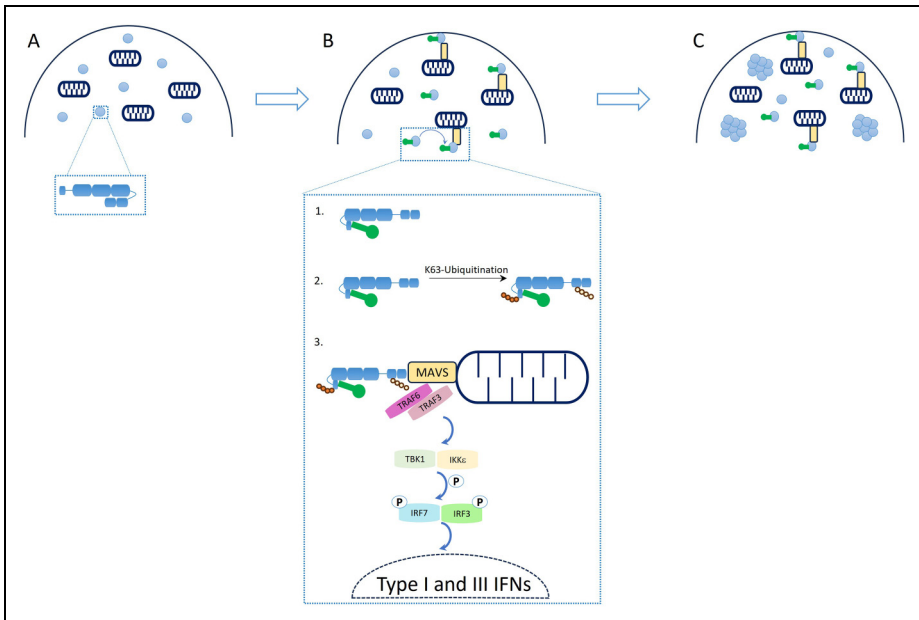 A
B
C
1.
2.
K63-Ubiquitination
3.
MAVS
TRAF6
TRAF3
TBK1
IKKε
P
P
P
IRF7
IRF3
Type I and III IFNs